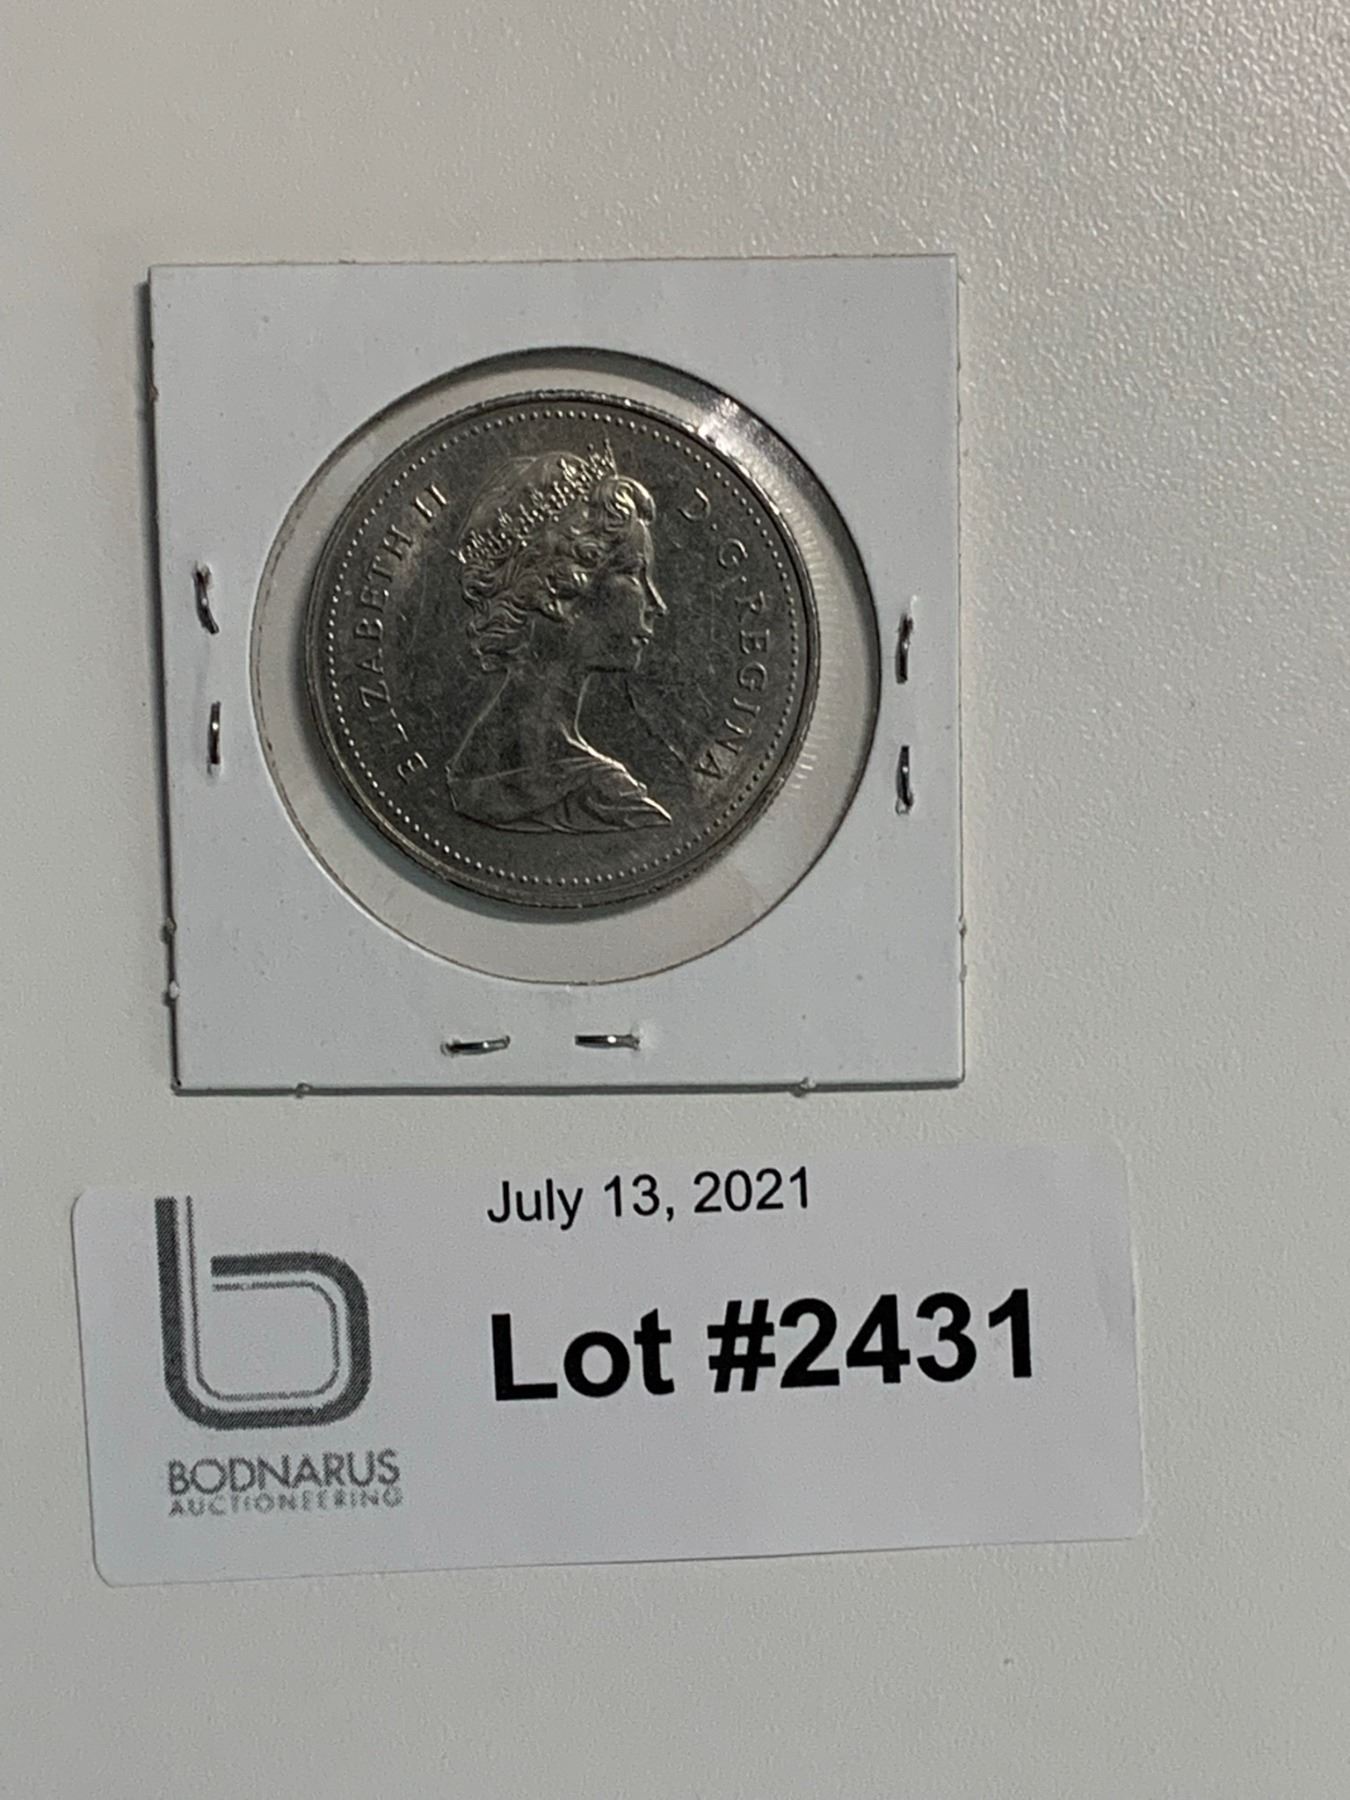 ELIZABETH II D·G·REGINA
July 13, 2021
Lot #2431
BODNARUS
AUCTIONEERING